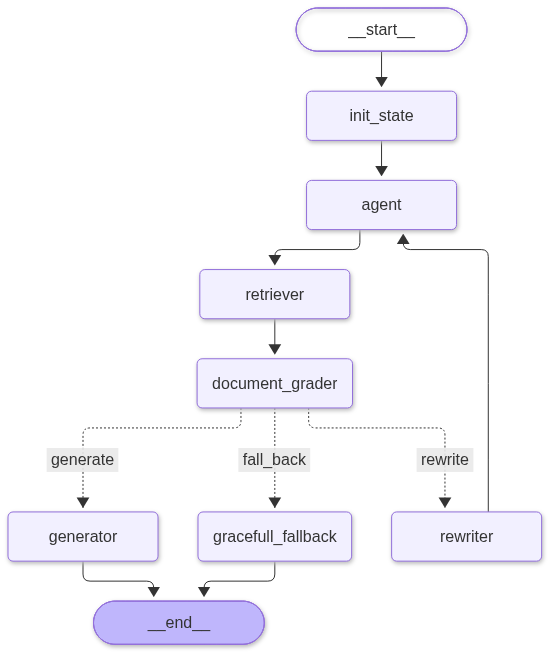 __start__
init_state
agent
retriever
document_grader
generate
fall_back
rewrite
generator
gracefull_fallback
rewriter
__end__